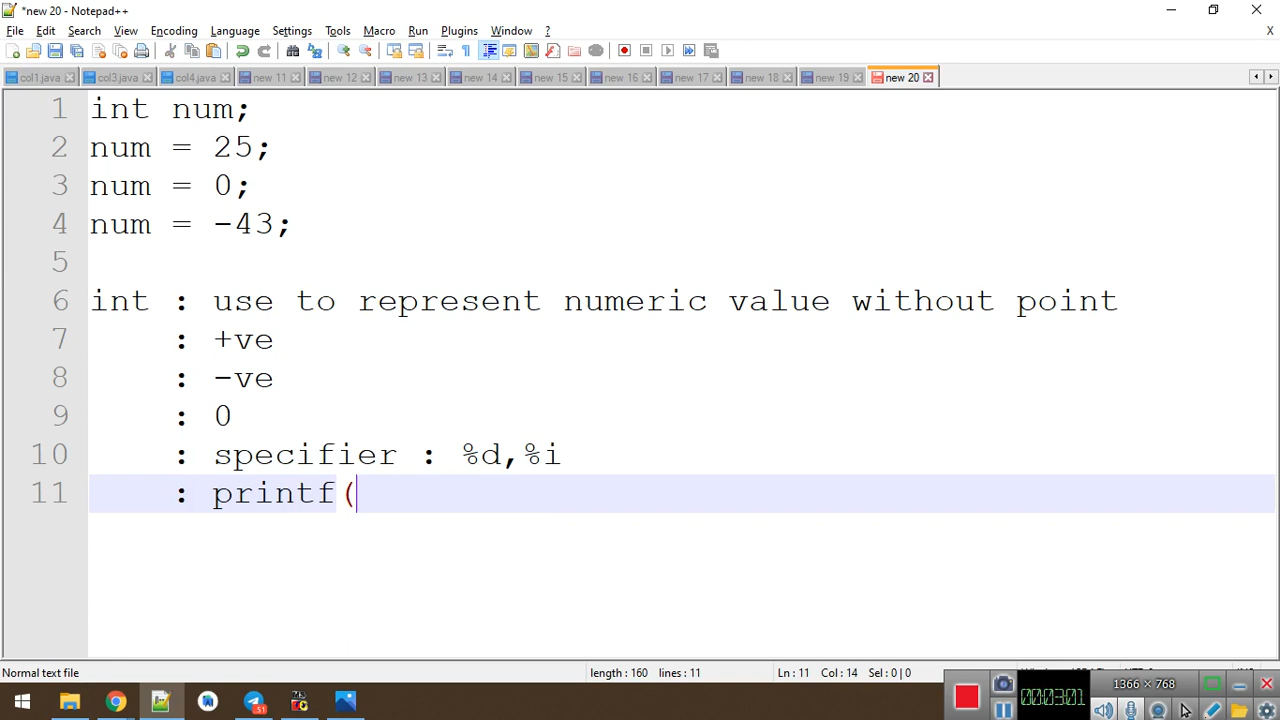 *new 20 - Notepad++
File Edit Search View Encoding Language Settings Tools Macro Run Plugins Window ? X
col1.java col3.java col4.java new 11 new 12 new 13 new 14 new 15 new 16 new 17 new 18 new 19 new 20
1 int num;
2 num = 25;
3 num = 0;
4 num = -43;
5
6 int : use to represent numeric value without point
7 : +ve
8 : -ve
9 : 0
10 : specifier : %d,%i
11 : printf(
Normal text file length : 160 lines : 11 Ln : 11 Col : 14 Sel : 0 | 0
1366 × 768
00:03:01
51